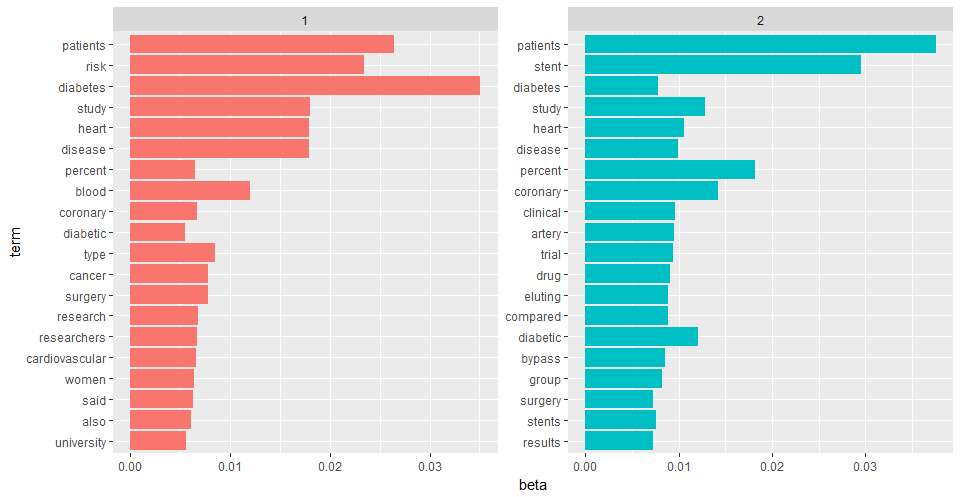 1
2
term
patients
risk
diabetes
study
heart
disease
percent
blood
coronary
diabetic
type
cancer
surgery
research
researchers
cardiovascular
women
said
also
university
patients
stent
diabetes
study
heart
disease
percent
coronary
clinical
artery
trial
drug
eluting
compared
diabetic
bypass
group
surgery
stents
results
0.00 0.01 0.02 0.03
0.00 0.01 0.02 0.03
beta